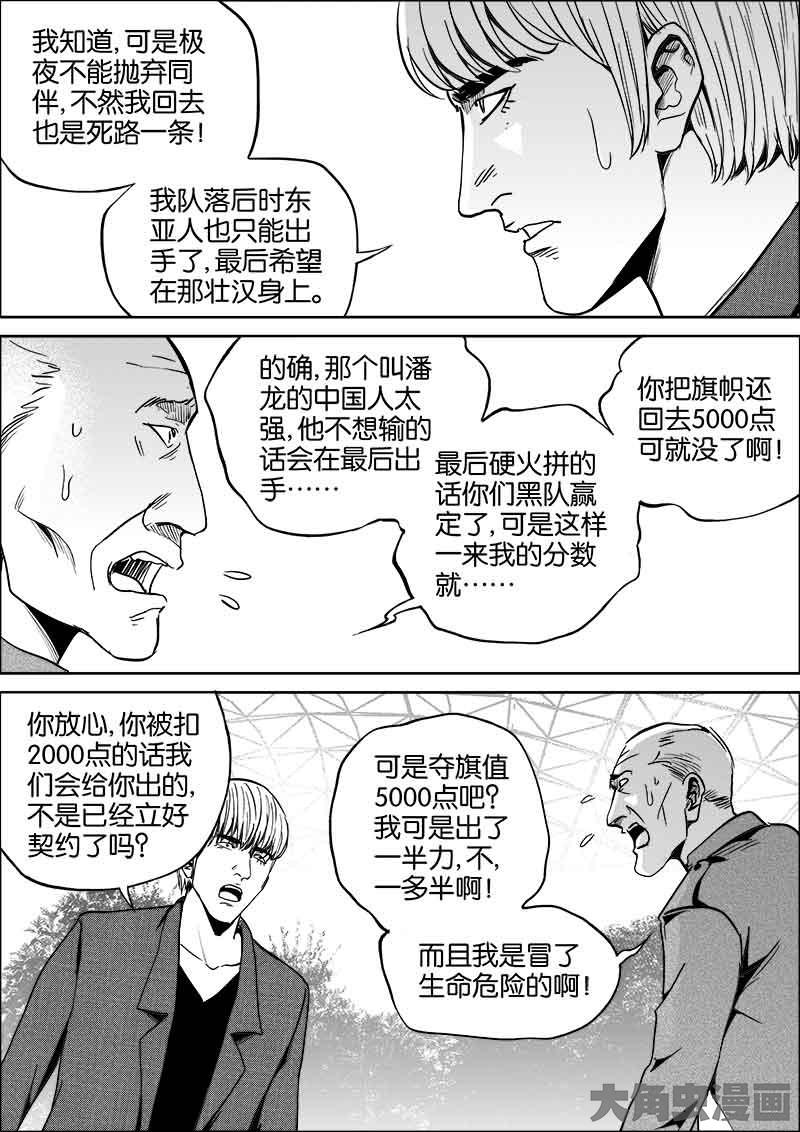 我知道，可是极
夜不能抛弃同
伴，不然我回去
也是死路一条！
我队落后时东
亚人也只能出
手了，最后希望
在那壮汉身上。
的确，那个叫潘
龙的中国人太
强，他不想输的
话会在最后出
手……
最后硬火拼的
话你们黑队赢
定了，可是这样
一来我的分数
就……
你把旗帜还
回去5000点
可就没了啊！
你放心，你被扣
2000点的话我
们会给你出的，
不是已经立好
契约了吗？
可是夺旗值
5000点吧？
我可是出了
一半力，不，
一多半啊！
而且我是冒了
生命危险的啊！
大角虫漫画